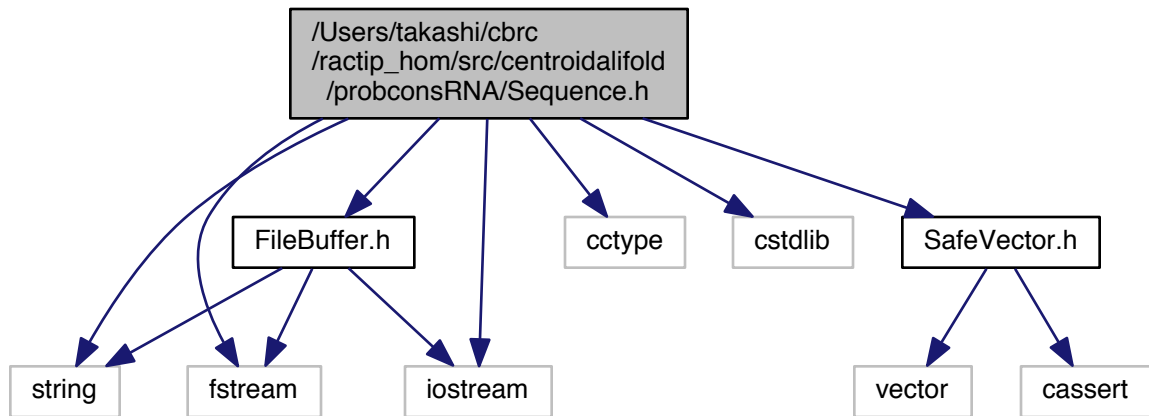 /Users/takashi/cbrc
/ractip_hom/src/centroidalifold
/probconsRNA/Sequence.h
FileBuffer.h
cctype
cstdlib
SafeVector.h
string
fstream
iostream
vector
cassert